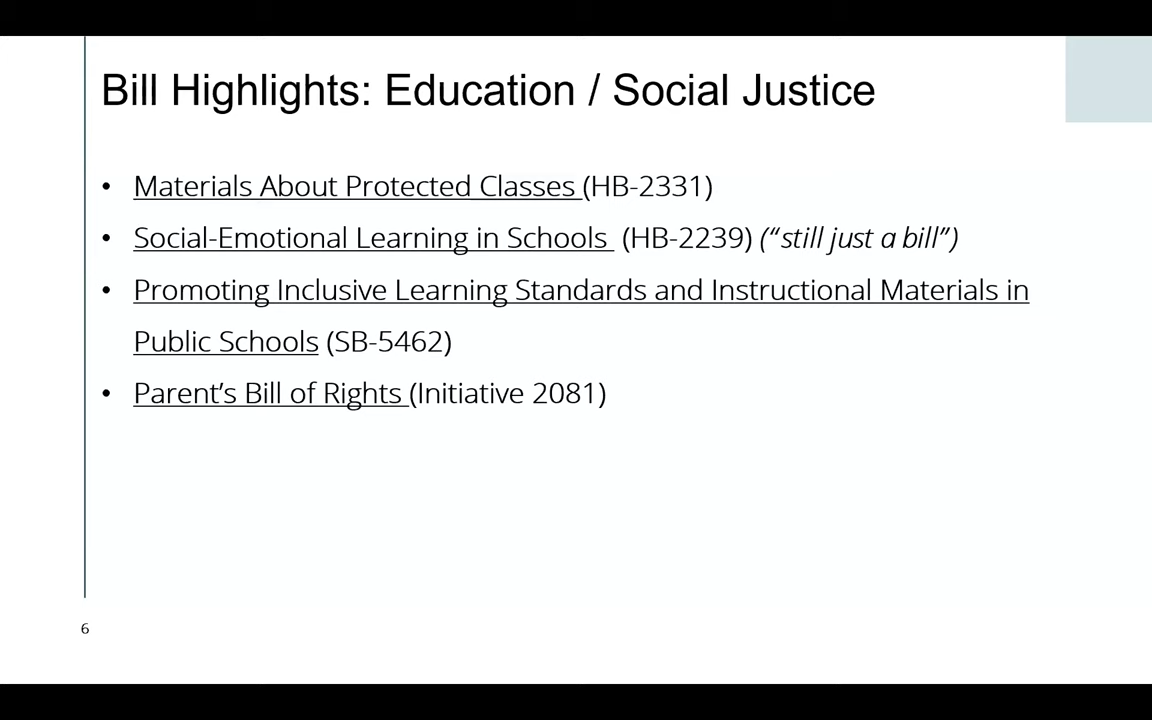 Bill Highlights: Education / Social Justice
• Materials About Protected Classes (HB-2331)
• Social-Emotional Learning in Schools (HB-2239) (“still just a bill”)
• Promoting Inclusive Learning Standards and Instructional Materials in
Public Schools (SB-5462)
• Parent’s Bill of Rights (Initiative 2081)
6